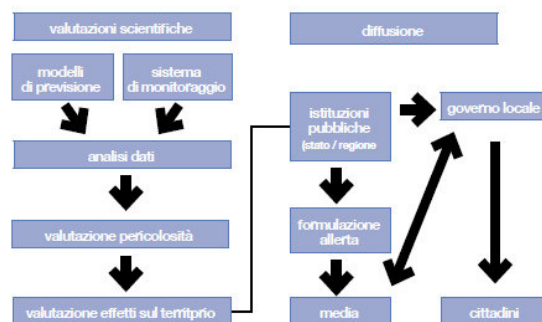 valutazioni scientifiche
modelli
di previsione
sistema
di monitoraggio
analisi dati
valutazione pericolosità
valutazione effetti sul territprio
diffusione
istituzioni
pubbliche
(stato / regione
governo locale
formulazione
allerta
media
cittadini